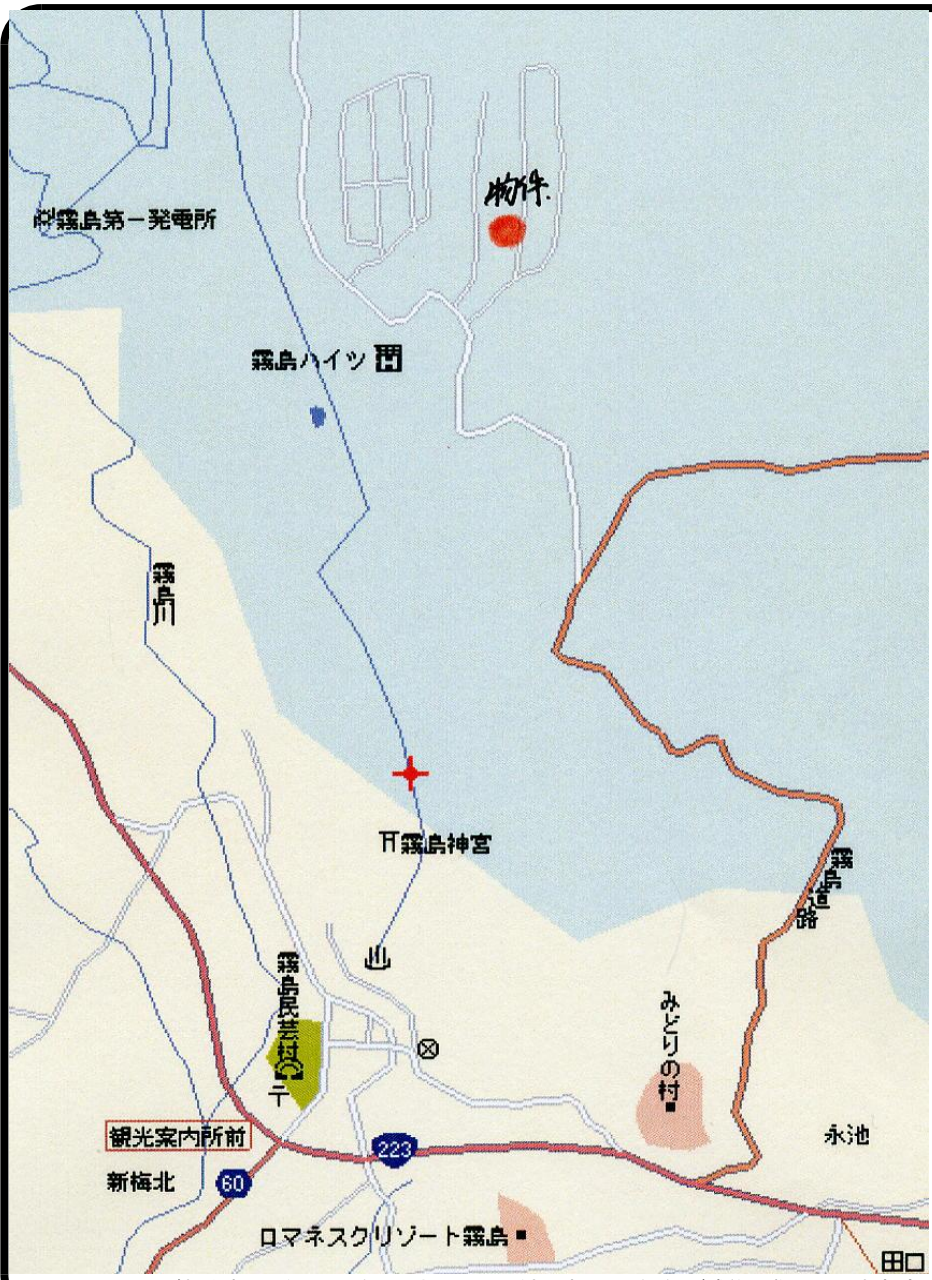 物件
霧島第一発電所
霧島ハイツ
霧島川
霧島神宮
霧島道路
霧島民芸村
みどりの村
観光案内所前
223
永池
新梅北
60
ロマネスクリゾート霧島
田口